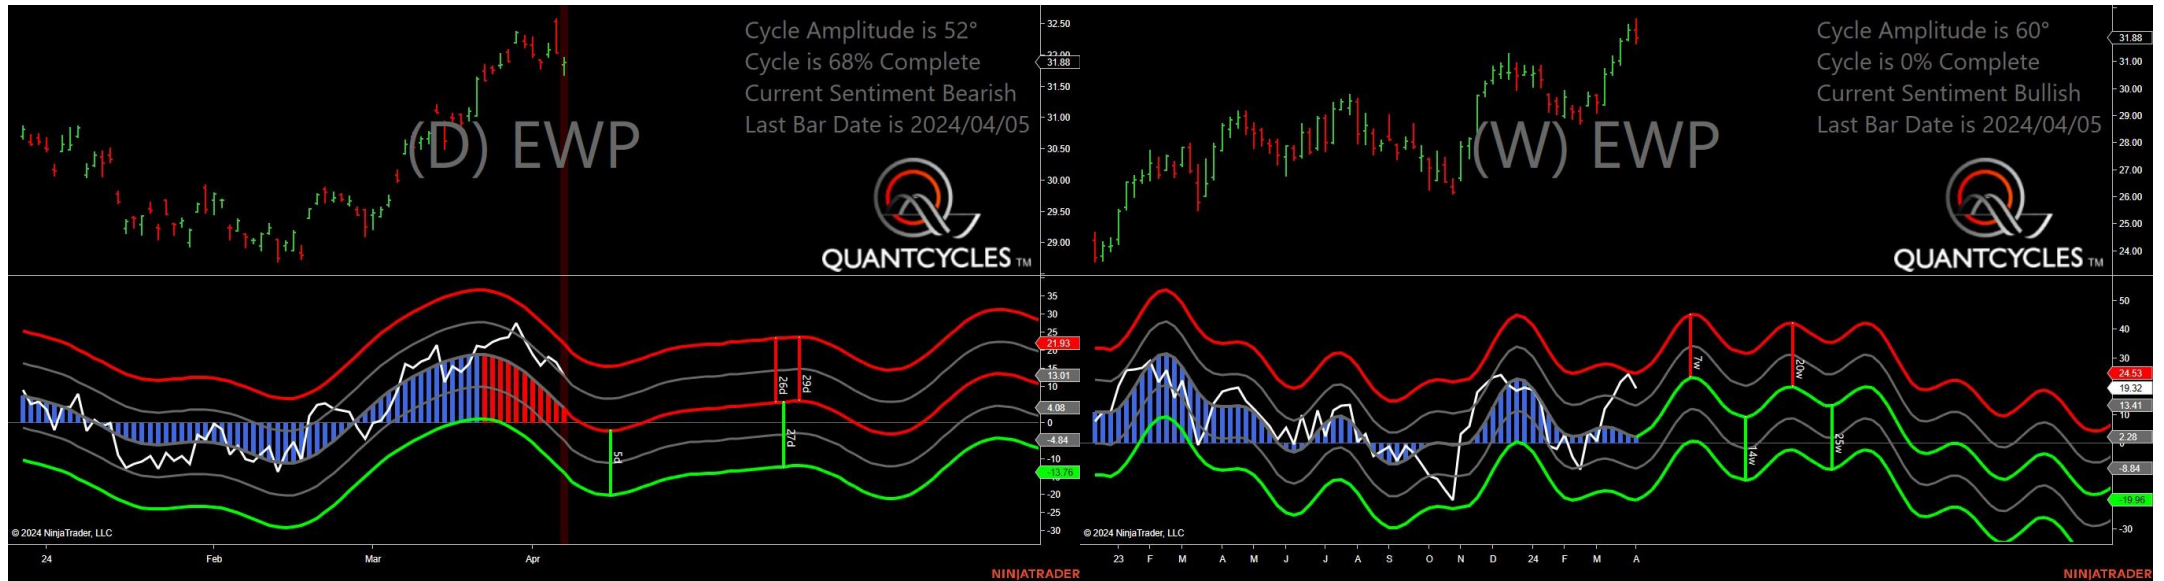 Cycle Amplitude is 52°
Cycle is 68% Complete
Current Sentiment Bearish
Last Bar Date is 2024/04/05
(D) EWP
QUANTCYCLES TM
32.50
32.00
31.88
31.50
31.00
30.50
30.00
29.50
29.00
35
30
25
21.93
20
15
13.01
10
4.08
0
-4.84
-10
-13.76
-20
-25
-30
5d
26d
27d
29d
© 2024 NinjaTrader, LLC
24 Feb Mar Apr
NINJATRADER
Cycle Amplitude is 60°
Cycle is 0% Complete
Current Sentiment Bullish
Last Bar Date is 2024/04/05
(W) EWP
QUANTCYCLES TM
31.88
31.00
30.00
29.00
28.00
27.00
26.00
25.00
24.00
50
40
30
24.53
19.32
13.41
10
2.28
-8.84
-19.96
-30
7w
14w
20w
25w
© 2024 NinjaTrader, LLC
23 F M A M J J A S O N D 24 F M A
NINJATRADER